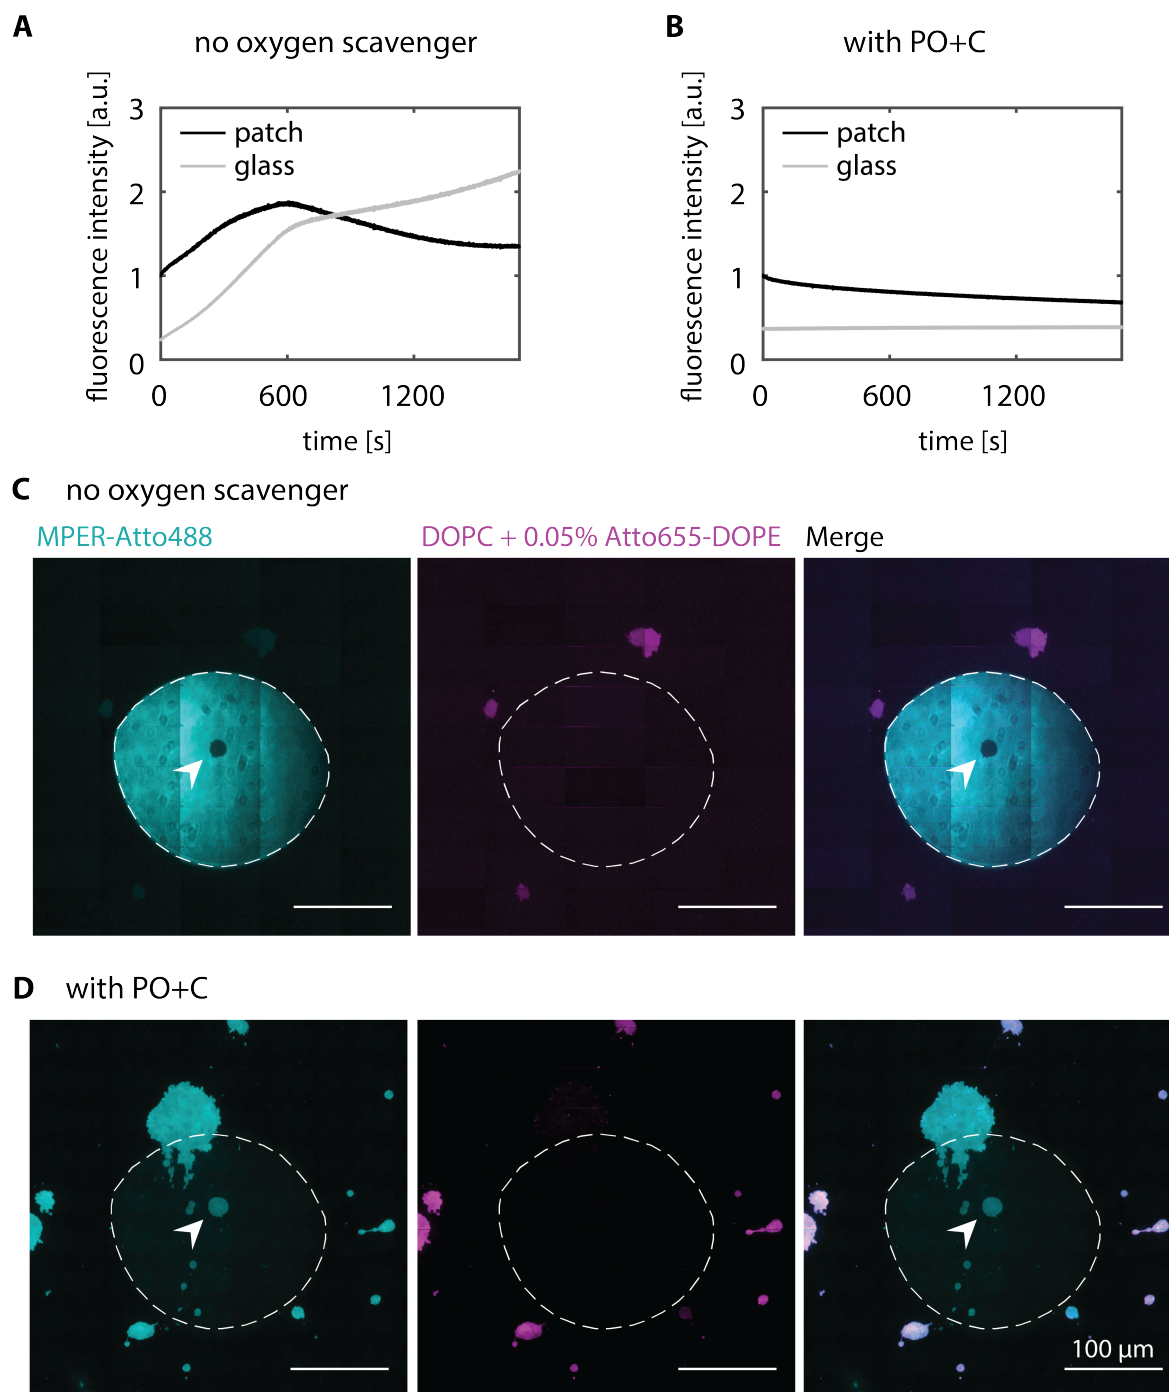 A
no oxygen scavenger
fluorescence intensity [a.u.]
3
2
1
0
patch
glass
0 600 1200
time [s]
B
with PO+C
fluorescence intensity [a.u.]
3
2
1
0
patch
glass
0 600 1200
time [s]
C no oxygen scavenger
MPER-Atto488 DOPC + 0.05% Atto655-DOPE Merge
D with PO+C
100 μm